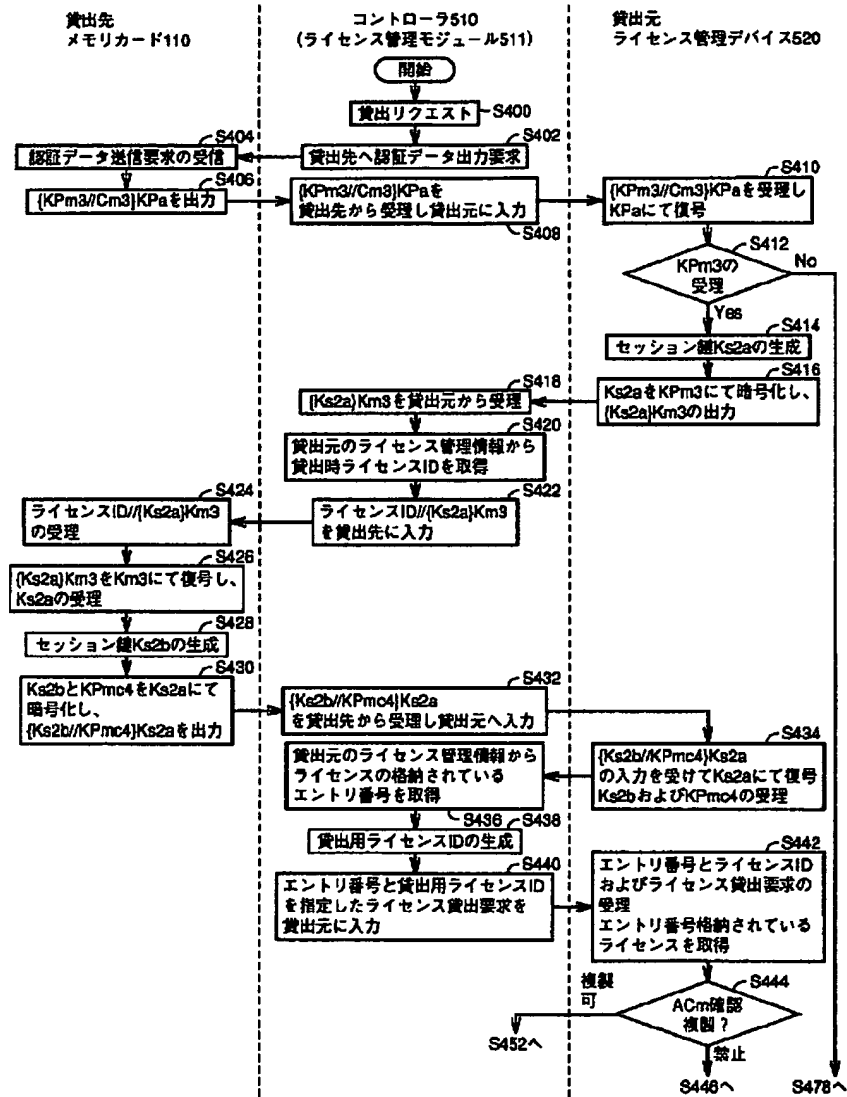 貸出先
メモリカード110
コントローラ510
(ライセンス管理モジュール511)
貸出元
ライセンス管理デバイス520
開始
貸出リクエスト
S400
S402
貸出先へ認証データ出力要求
S404
認証データ送信要求の受信
S406
{KPm3//Cm3}KPaを出力
{KPm3//Cm3}KPaを
貸出先から受理し貸出元に入力
S408
S410
{KPm3//Cm3}KPaを受理し
KPaにて復号
S412
KPm3の
受理
No
Yes
S414
セッション鍵Ks2aの生成
S416
Ks2aをKPm3にて暗号化し、
{Ks2a}Km3の出力
S418
{Ks2a}Km3を貸出元から受理
S420
貸出元のライセンス管理情報から
貸出時ライセンスIDを取得
S422
ライセンスID//{Ks2a}Km3
を貸出先に入力
S424
ライセンスID//{Ks2a}Km3
の受理
S426
{Ks2a}Km3をKm3にて復号し、
Ks2aの受理
S428
セッション鍵Ks2bの生成
S430
Ks2bとKPmc4をKs2aにて
暗号化し、
{Ks2b//KPmc4}Ks2aを出力
S432
{Ks2b//KPmc4}Ks2a
を貸出先から受理し貸出元へ入力
S434
{Ks2b//KPmc4}Ks2a
の入力を受けてKs2aにて復号
Ks2bおよびKPmc4の受理
貸出元のライセンス管理情報から
ライセンスの格納されている
エントリ番号を取得
S436
S438
貸出用ライセンスIDの生成
S440
エントリ番号と貸出用ライセンスID
を指定したライセンス貸出要求を
貸出元に入力
S442
エントリ番号とライセンスID
およびライセンス貸出要求の
受理
エントリ番号格納されている
ライセンスを取得
S444
ACm確認
複製?
複製
可
禁止
S452へ
S446へ
S478へ